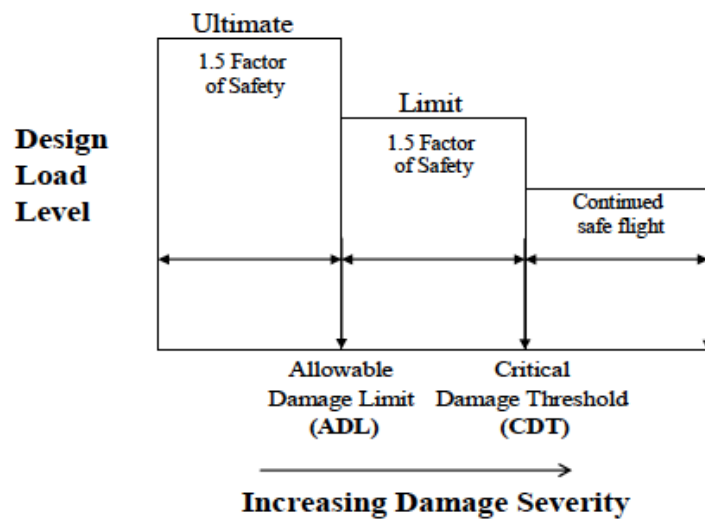 Ultimate
1.5 Factor
of Safety
Limit
1.5 Factor
of Safety
Design
Load
Level
Continued
safe flight
Allowable
Damage Limit
(ADL)
Critical
Damage Threshold
(CDT)
Increasing Damage Severity